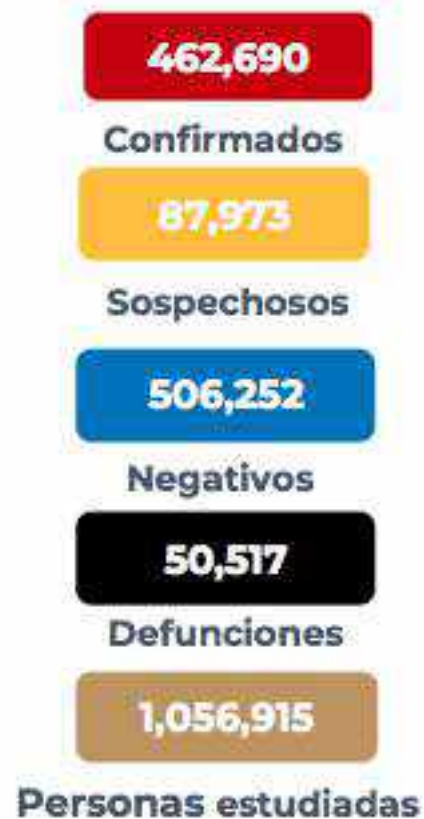 462,690
Confirmados
87,973
Sospechosos
506,252
Negativos
50,517
Defunciones
1,056,915
Personas estudiadas